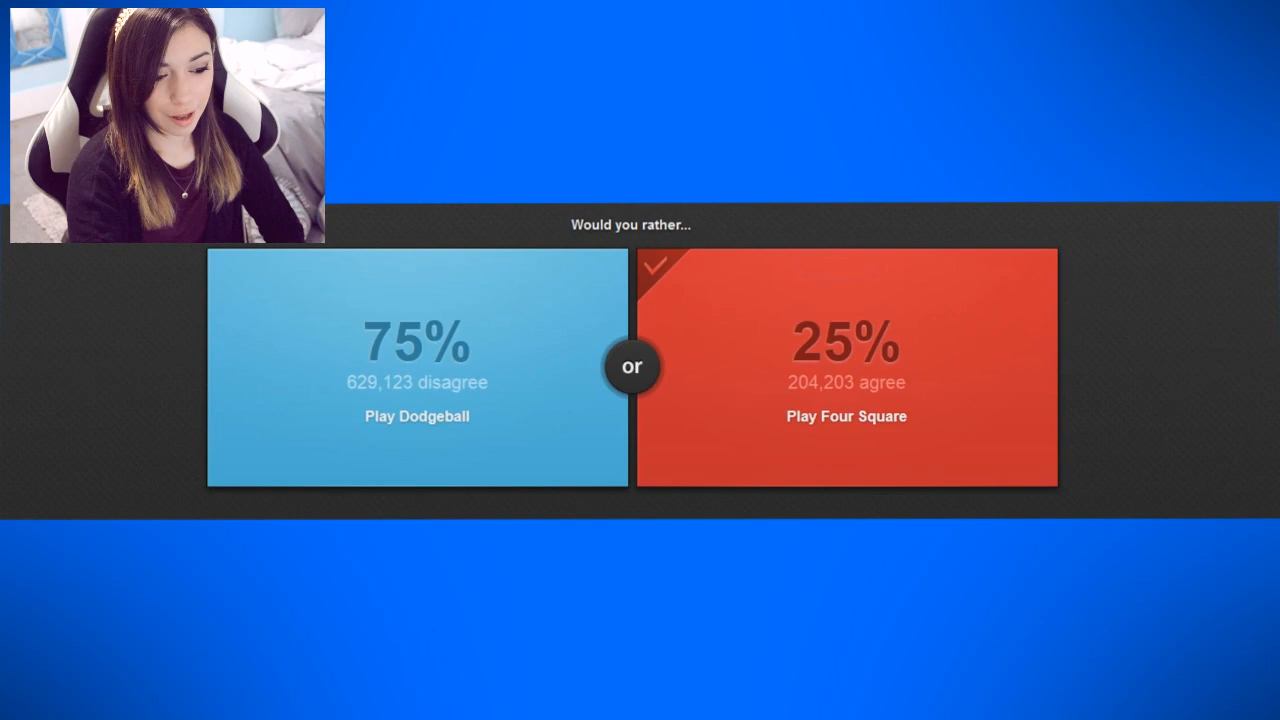 Would you rather...
75%
629,123 disagree
Play Dodgeball
or
25%
204,203 agree
Play Four Square